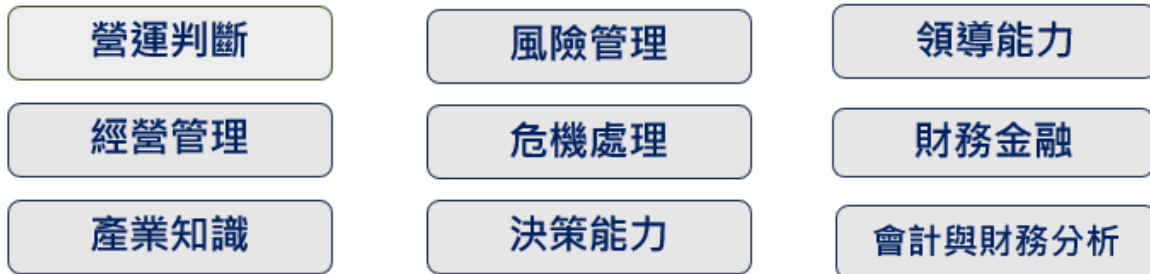 營運判斷
風險管理
領導能力
經營管理
危機處理
財務金融
產業知識
決策能力
會計與財務分析